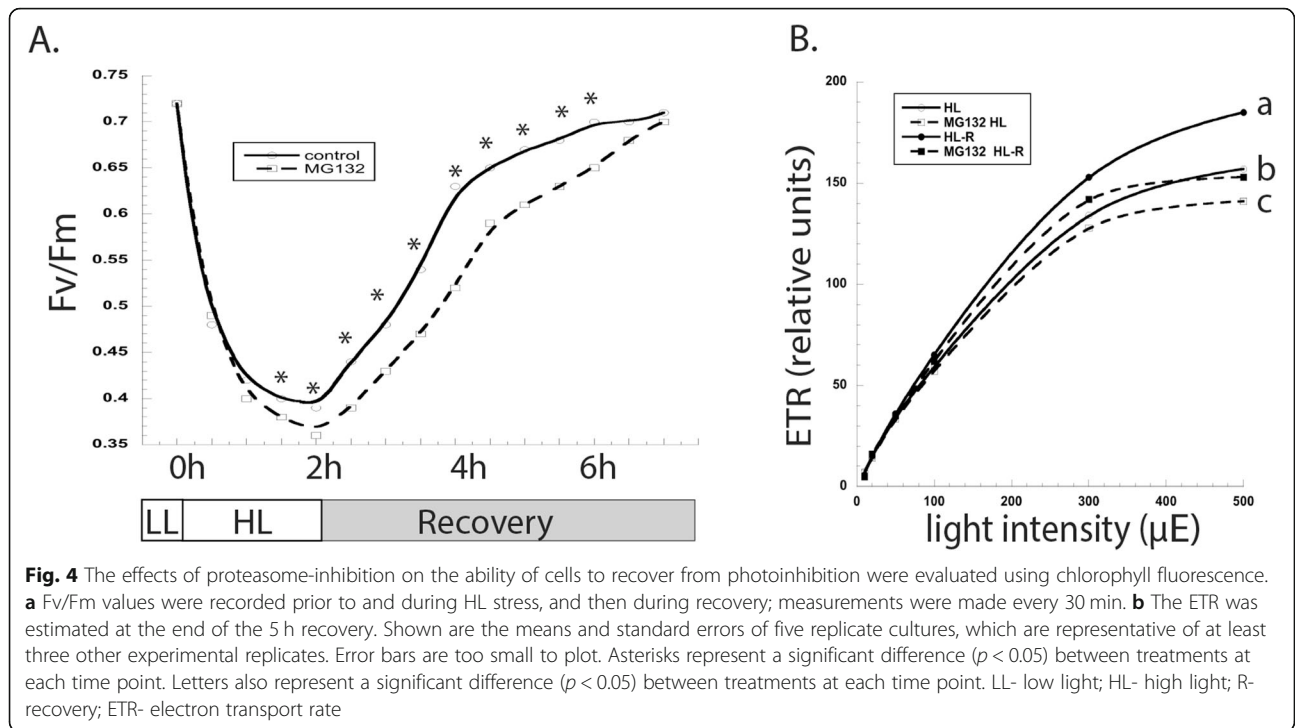 A.
0.75
0.7
0.65
0.6
0.55
0.5
0.45
0.4
0.35
Fv/Fm
control
MG132
* * * * * * * * * * *
0h 2h 4h 6h
LL HL Recovery
B.
200
150
100
50
0
ETR (relative units)
HL
MG132 HL
HL-R
MG132 HL-R
a
b
c
0 100 200 300 400 500
light intensity (µE)
Fig. 4 The effects of proteasome-inhibition on the ability of cells to recover from photoinhibition were evaluated using chlorophyll fluorescence.
a Fv/Fm values were recorded prior to and during HL stress, and then during recovery; measurements were made every 30 min. b The ETR was
estimated at the end of the 5 h recovery. Shown are the means and standard errors of five replicate cultures, which are representative of at least
three other experimental replicates. Error bars are too small to plot. Asterisks represent a significant difference (p < 0.05) between treatments at
each time point. Letters also represent a significant difference (p < 0.05) between treatments at each time point. LL- low light; HL- high light; R-
recovery; ETR- electron transport rate